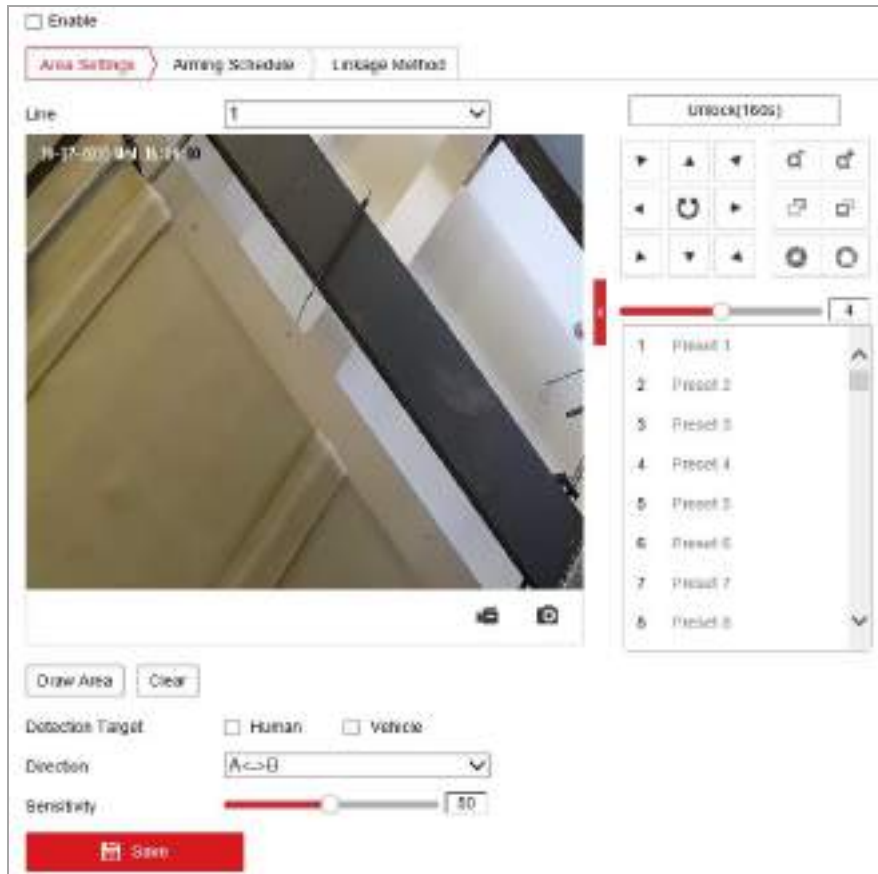 Enable
Area Settings
Arming Schedule
Linkage Method
Line
1
Unlock(160s)
4
1 Preset 1
2 Preset 2
3 Preset 3
4 Preset 4
5 Preset 5
6 Preset 6
7 Preset 7
8 Preset 8
Draw Area
Clear
Detection Target
Human
Vehicle
Direction
A<->B
Sensitivity
50
Save